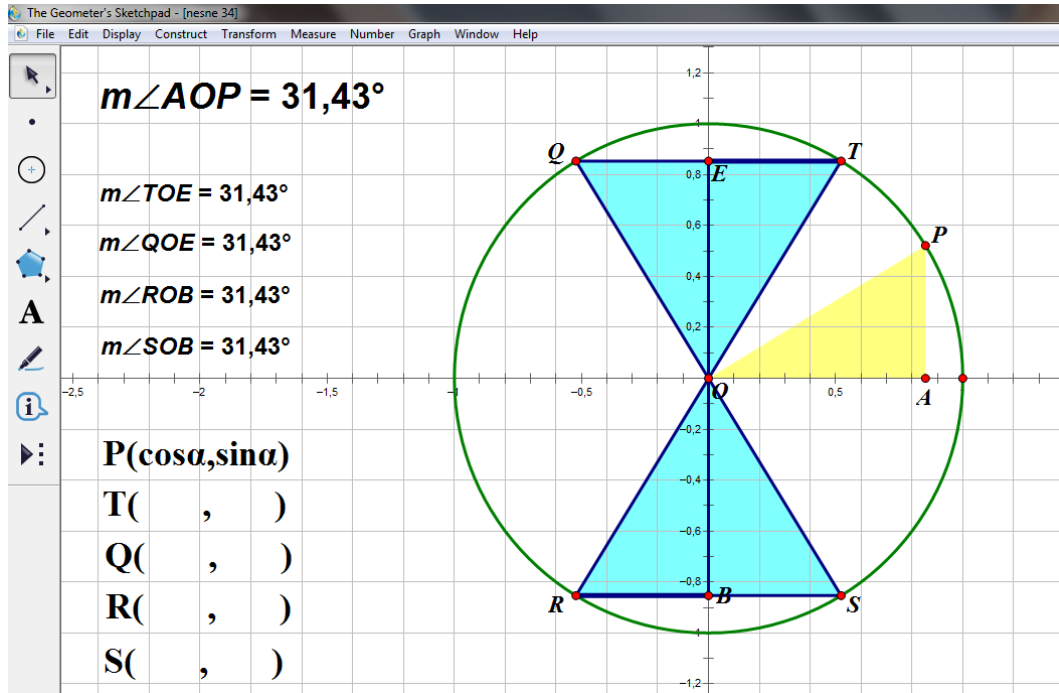 The Geometer's Sketchpad - [nesne 34]
File Edit Display Construct Transform Measure Number Graph Window Help
m∠AOP = 31,43°
m∠TOE = 31,43°
m∠QOE = 31,43°
m∠ROB = 31,43°
m∠SOB = 31,43°
P(cosα,sinα)
T( , )
Q( , )
R( , )
S( , )
A
1,2
1
Q
T
E
0,8
0,6
P
0,4
0,2
–2,5
–2
–1,5
–1
–0,5
O
0,5
A
–0,2
–0,4
–0,6
–0,8
R
B
S
–1
–1,2